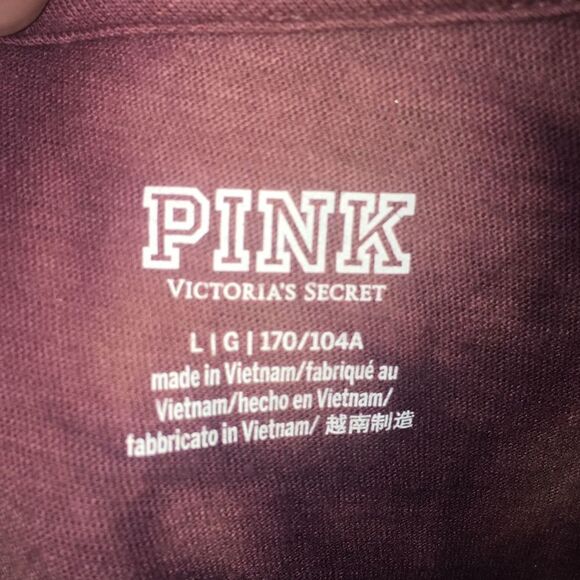 PINK
VICTORIA'S SECRET
L | G | 170/104A
made in Vietnam/fabriqué au
Vietnam/hecho en Vietnam/
fabbricato in Vietnam/ 越南制造